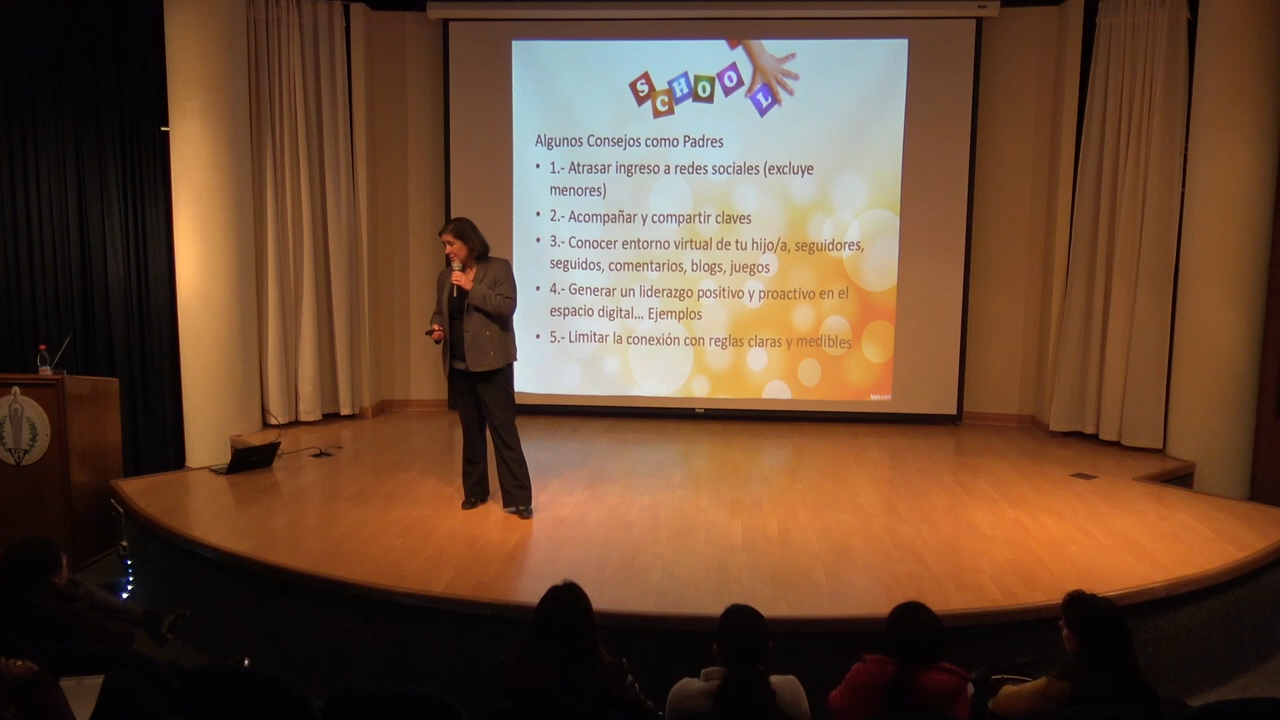 SCHOOL
Algunos Consejos como Padres
• 1.- Atrasar ingreso a redes sociales (excluye
menores)
• 2.- Acompañar y compartir claves
• 3.- Conocer entorno virtual de tu hijo/a, seguidores,
seguidos, comentarios, blogs, juegos
• 4.- Generar un liderazgo positivo y proactivo en el
espacio digital... Ejemplos
• 5.- Limitar la conexión con reglas claras y medibles